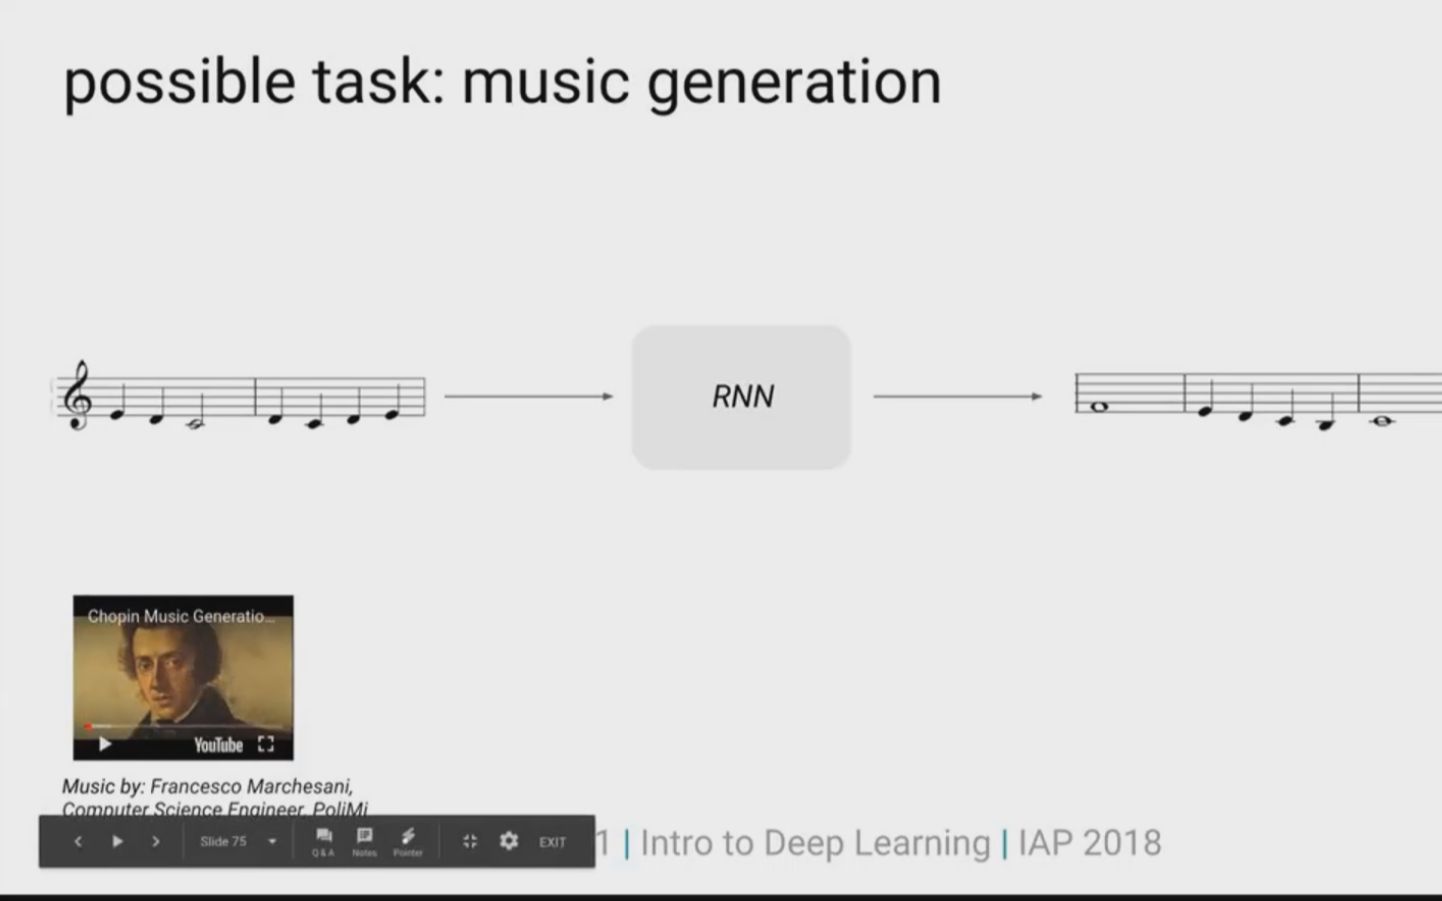 possible task: music generation
RNN
Chopin Music Generatio...
YouTube
Music by: Francesco Marchesani,
Computer Science Engineer, PoliMi
Slide 75
Q & A
Notes
Pointer
EXIT
1 | Intro to Deep Learning | IAP 2018